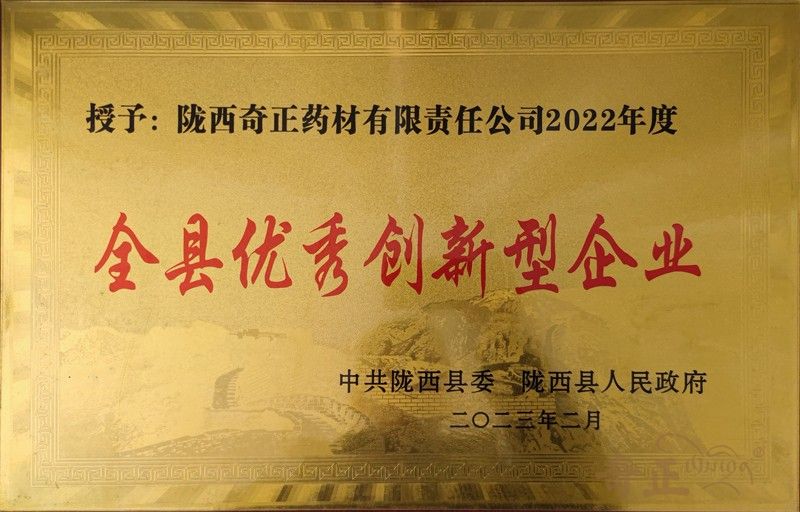 授予：陇西奇正药材有限责任公司2022年度
全县优秀创新型企业
中共陇西县委 陇西县人民政府
二〇二三年二月
奇正